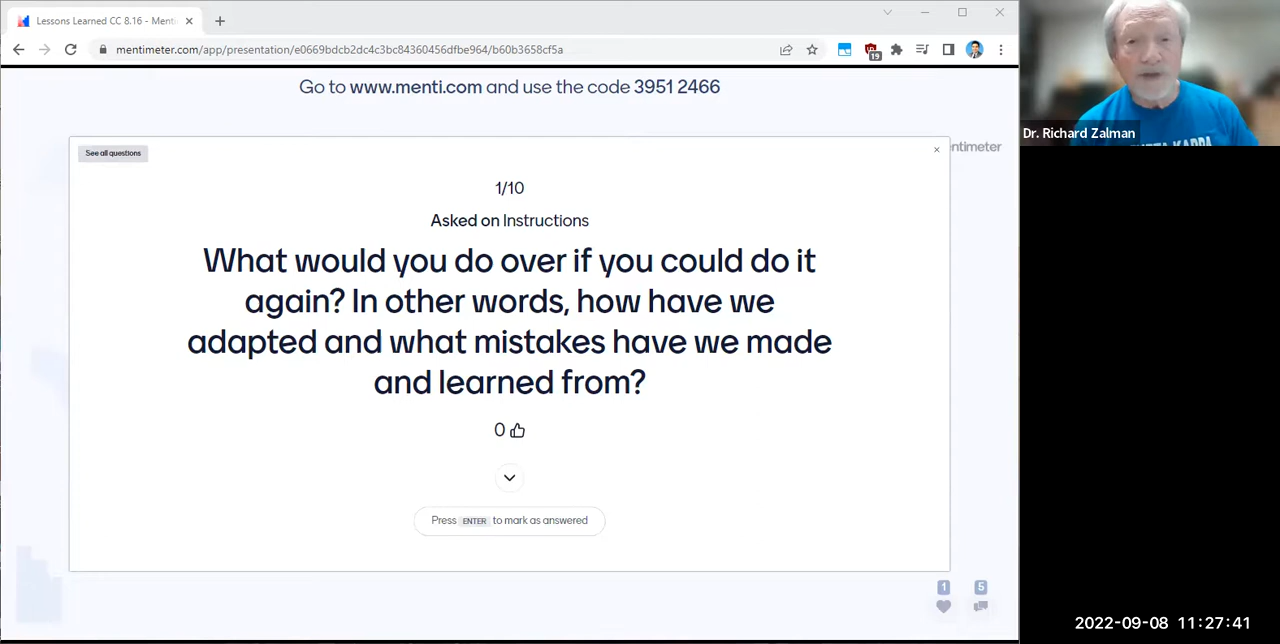 Lessons Learned CC 8.16 - Menti
mentimeter.com/app/presentation/e0669bdcb2dc4c3bc84360456dfbe964/b60b3658cf5a
19
Go to www.menti.com and use the code 3951 2466
See all questions
ntimeter
1/10
Asked on Instructions
What would you do over if you could do it
again? In other words, how have we
adapted and what mistakes have we made
and learned from?
0
Press ENTER to mark as answered
1 5
Dr. Richard Zalman
2022-09-08 11:27:41